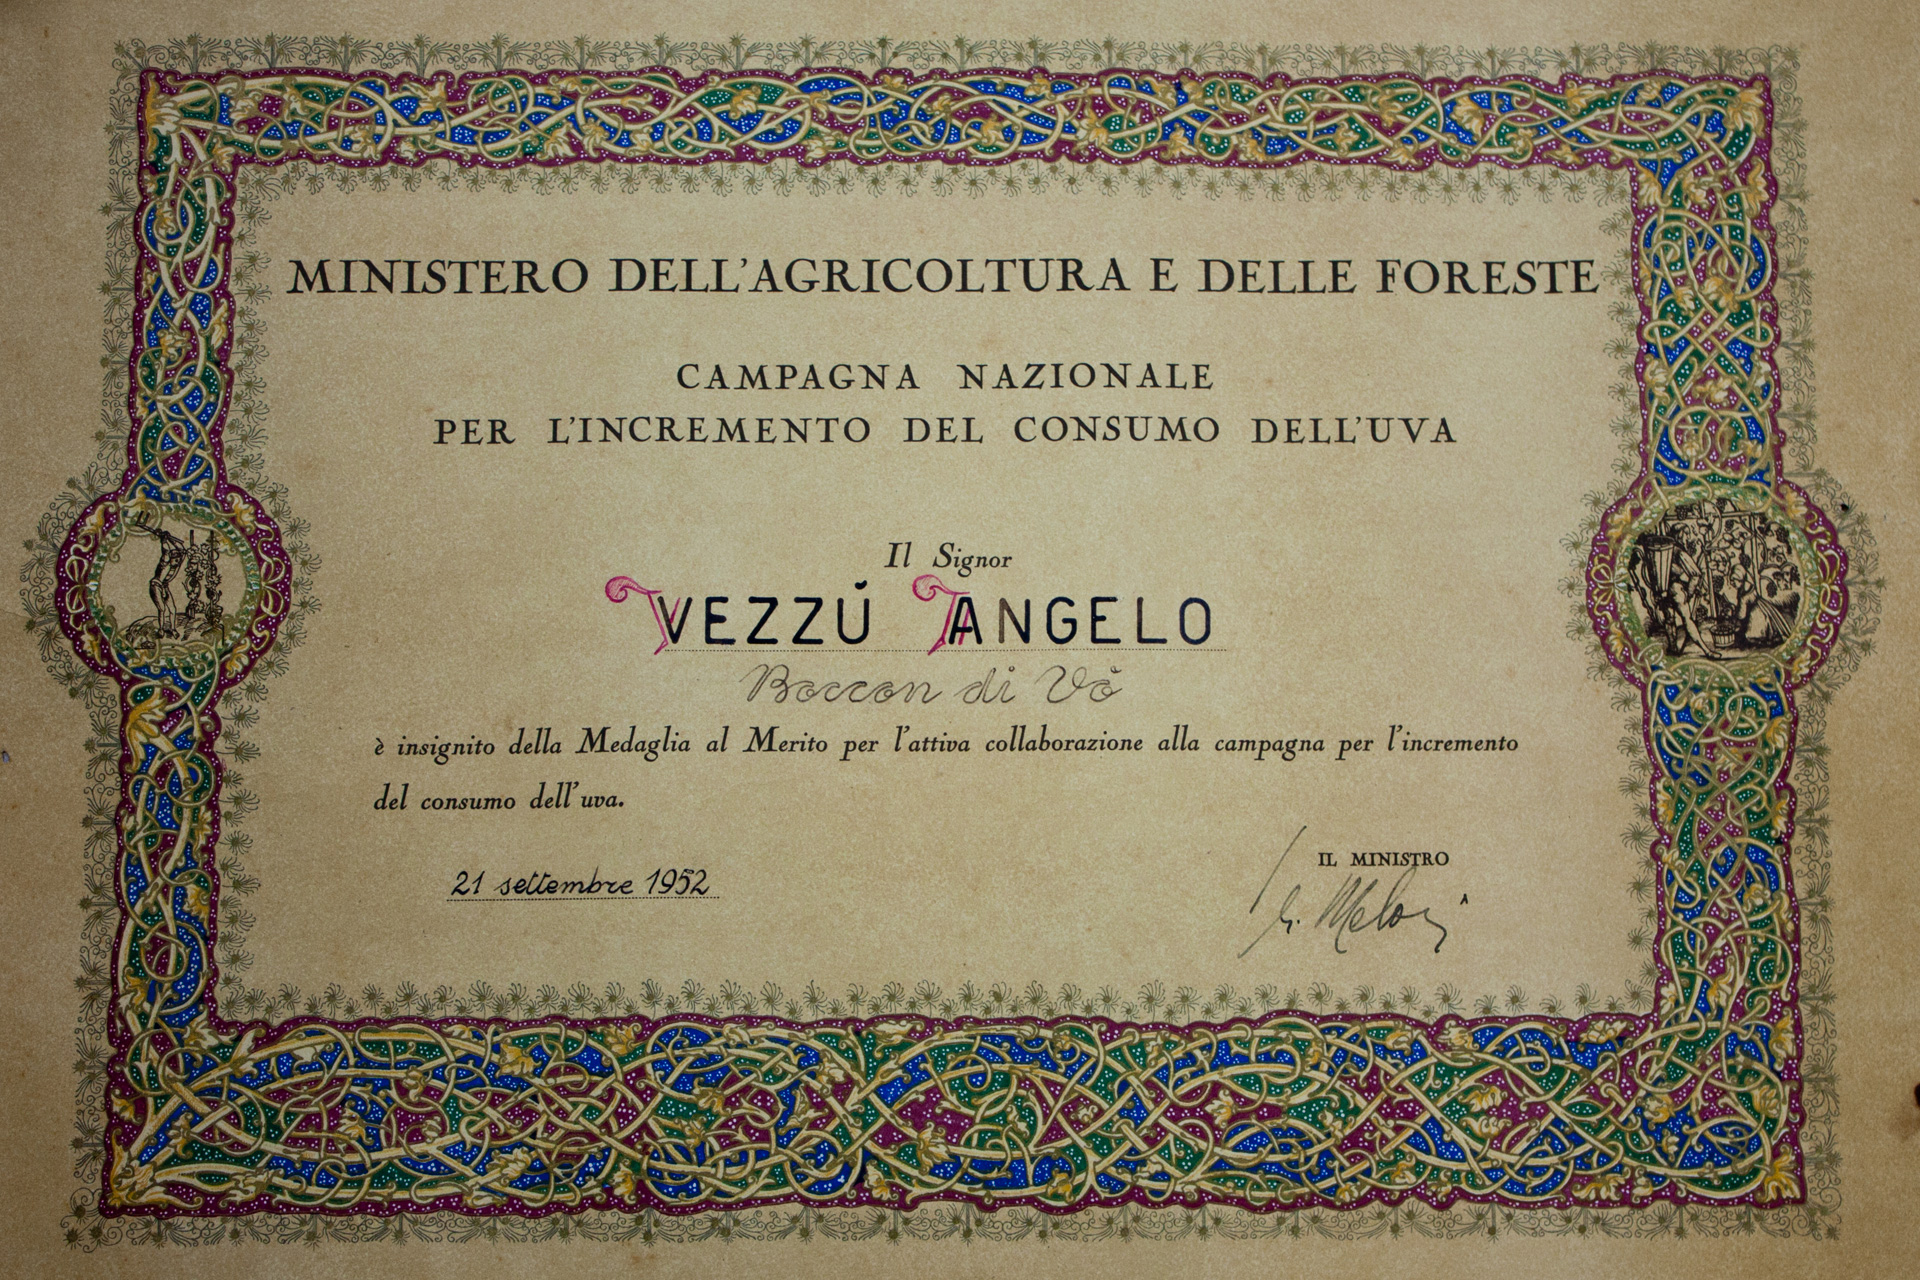 MINISTERO DELL'AGRICOLTURA E DELLE FORESTE
CAMPAGNA NAZIONALE
PER L'INCREMENTO DEL CONSUMO DELL'UVA
Il Signor
VEZZŬ ANGELO
Boccon di Vò
è insignito della Medaglia al Merito per l'attiva collaborazione alla campagna per l'incremento
del consumo dell'uva.
21 settembre 1952
IL MINISTRO